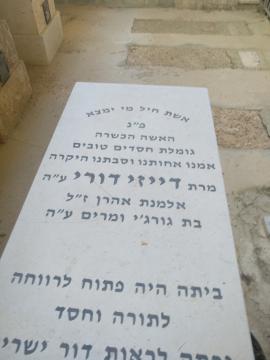 אשת חיל מי ימצא
פ״נ
האשה הכשרה
גומלת חסדים טובים
אמנו אחותנו וסבתנו היקרה
מרת דייזי דורי ע״ה
אלמנת אהרן ז״ל
בת גורג׳י ומרים ע״ה
ביתה היה פתוח לרווחה
לתורה וחסד
לראות דור ישרי